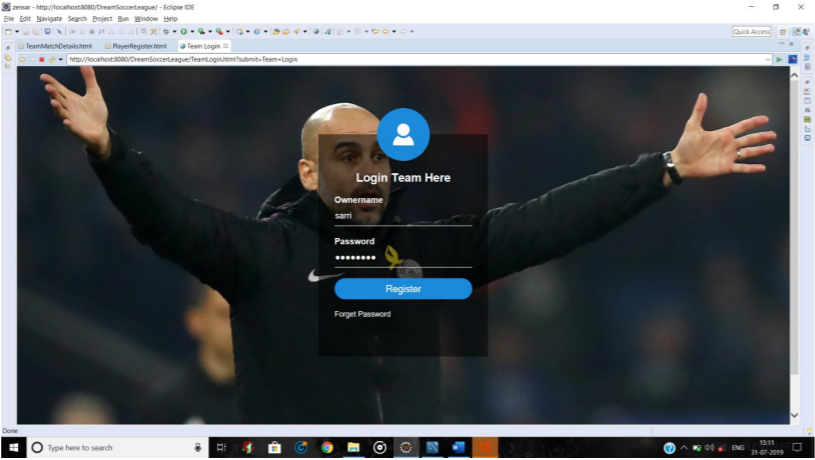 zensar - http://localhost:8080/DreamSoccerLeague/ - Eclipse IDE
File Edit Navigate Search Project Run Window Help
Quick Access
TeamMatchDetails.html PlayerRegister.html Team Login
http://localhost:8080/DreamSoccerLeague/TeamLogin.html?submit=Team+Login
Login Team Here
Ownername
sarri
Password
••••••••
Register
Forget Password
Done
Type here to search
ENG
15:11
31-07-2019